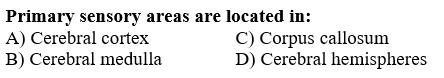 Primary sensory areas are located in:
A) Cerebral cortex C) Corpus callosum
B) Cerebral medulla D) Cerebral hemispheres